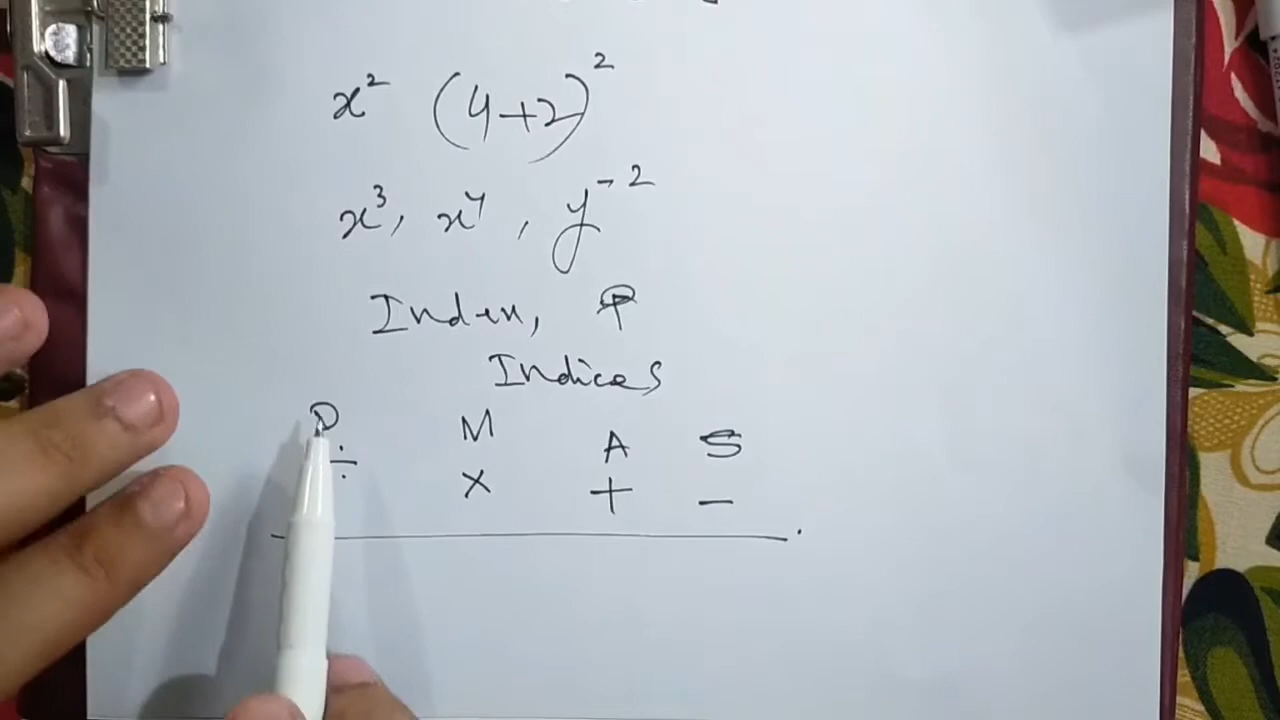 x² (4+2)²
x³, x⁴, y⁻²
Index, P
Indices
D M A S
÷ × + −